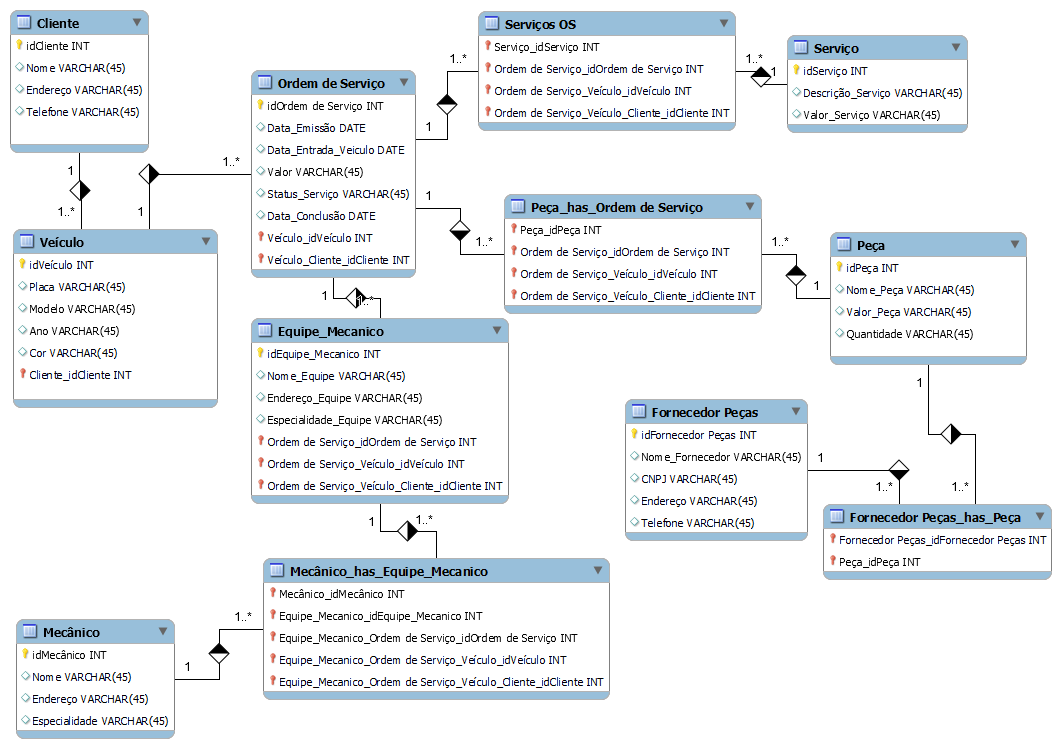 Cliente
idCliente INT
Nome VARCHAR(45)
Endereço VARCHAR(45)
Telefone VARCHAR(45)
1
1..*
1
1..*
Veículo
idVeículo INT
Placa VARCHAR(45)
Modelo VARCHAR(45)
Ano VARCHAR(45)
Cor VARCHAR(45)
Cliente_idCliente INT
Ordem de Serviço
idOrdem de Serviço INT
Data_Emissão DATE
Data_Entrada_Veiculo DATE
Valor VARCHAR(45)
Status_Serviço VARCHAR(45)
Data_Conclusão DATE
Veículo_idVeículo INT
Veículo_Cliente_idCliente INT
1
1..*
Serviços OS
Serviço_idServiço INT
Ordem de Serviço_idOrdem de Serviço INT
Ordem de Serviço_Veículo_idVeículo INT
Ordem de Serviço_Veículo_Cliente_idCliente INT
1..*
1
Serviço
idServiço INT
Descrição_Serviço VARCHAR(45)
Valor_Serviço VARCHAR(45)
1
1..*
Peça_has_Ordem de Serviço
Peça_idPeça INT
Ordem de Serviço_idOrdem de Serviço INT
Ordem de Serviço_Veículo_idVeículo INT
Ordem de Serviço_Veículo_Cliente_idCliente INT
1..*
1
Peça
idPeça INT
Nome_Peça VARCHAR(45)
Valor_Peça VARCHAR(45)
Quantidade VARCHAR(45)
1
1..*
1
1..*
Equipe_Mecanico
idEquipe_Mecanico INT
Nome_Equipe VARCHAR(45)
Endereço_Equipe VARCHAR(45)
Especialidade_Equipe VARCHAR(45)
Ordem de Serviço_idOrdem de Serviço INT
Ordem de Serviço_Veículo_idVeículo INT
Ordem de Serviço_Veículo_Cliente_idCliente INT
Fornecedor Peças
idFornecedor Peças INT
Nome_Fornecedor VARCHAR(45)
CNPJ VARCHAR(45)
Endereço VARCHAR(45)
Telefone VARCHAR(45)
1
1..*
Fornecedor Peças_has_Peça
Fornecedor Peças_idFornecedor Peças INT
Peça_idPeça INT
1
1..*
Mecânico_has_Equipe_Mecanico
Mecânico_idMecânico INT
Equipe_Mecanico_idEquipe_Mecanico INT
Equipe_Mecanico_Ordem de Serviço_idOrdem de Serviço INT
Equipe_Mecanico_Ordem de Serviço_Veículo_idVeículo INT
Equipe_Mecanico_Ordem de Serviço_Veículo_Cliente_idCliente INT
1..*
1
Mecânico
idMecânico INT
Nome VARCHAR(45)
Endereço VARCHAR(45)
Especialidade VARCHAR(45)